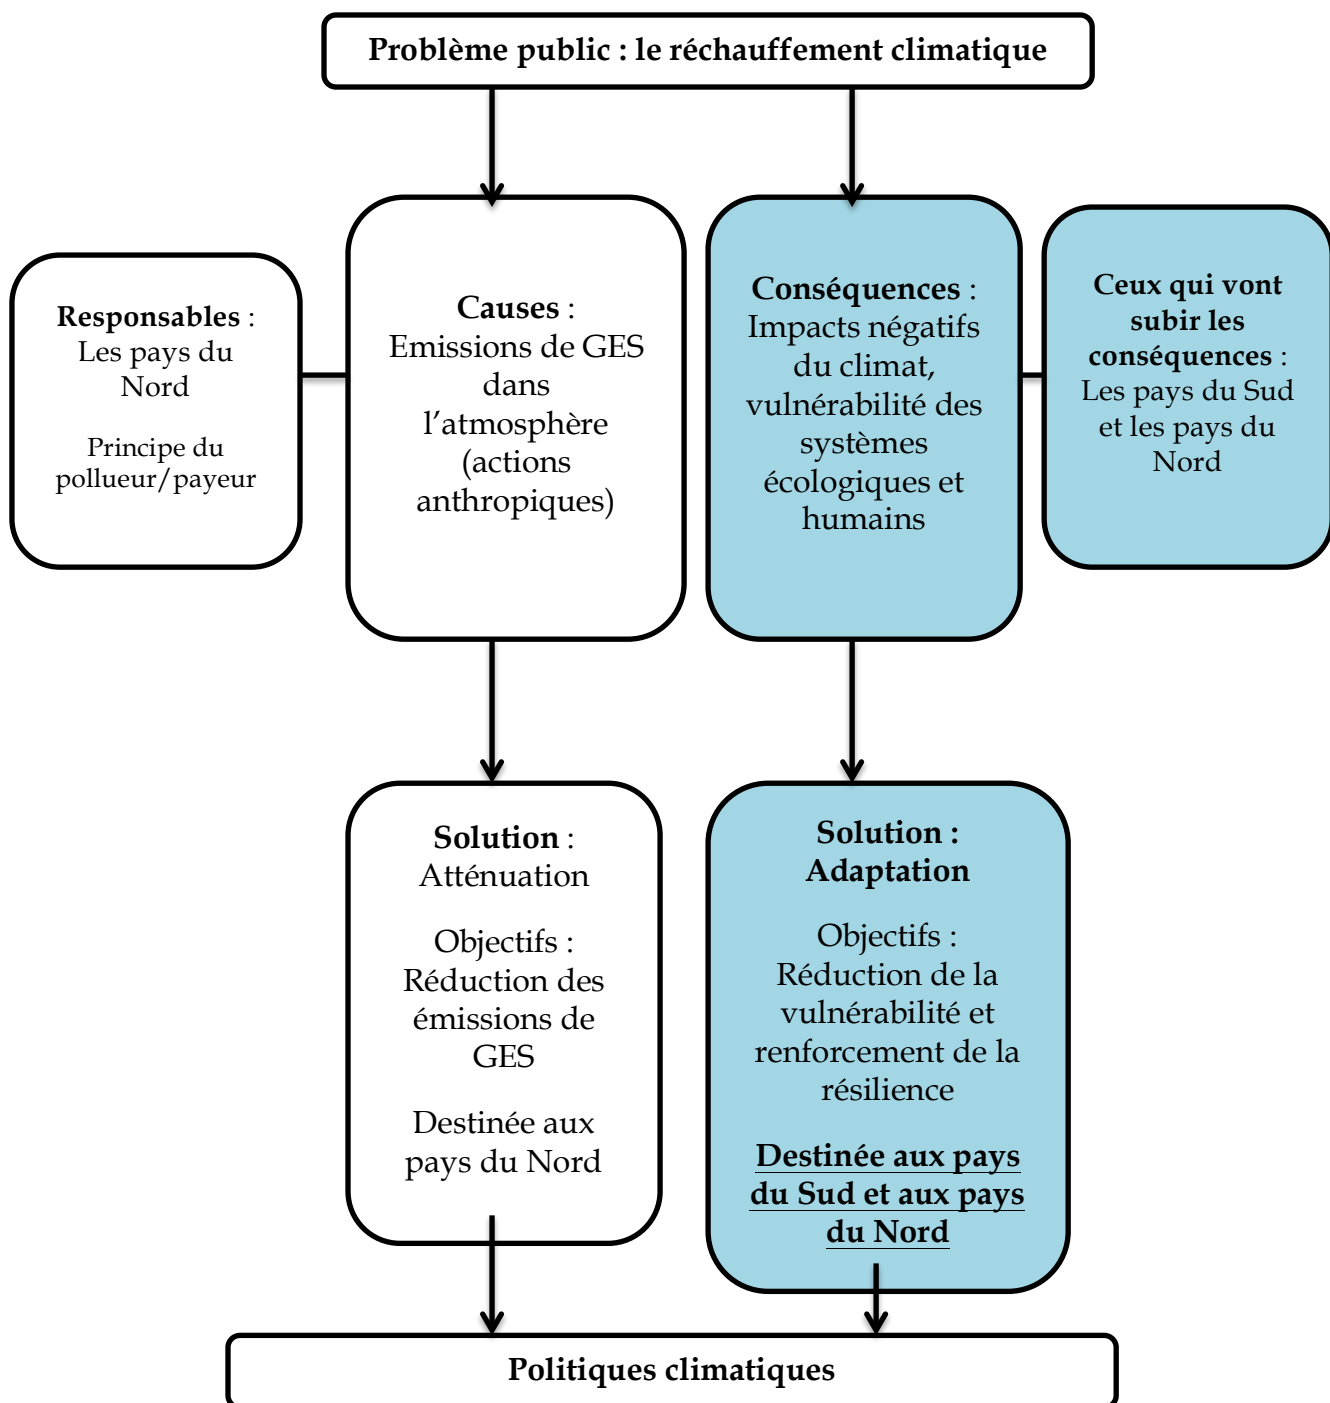 Problème public : le réchauffement climatique
Responsables :
Les pays du
Nord
Principe du
pollueur/payeur
Causes :
Emissions de GES
dans
l’atmosphère
(actions
anthropiques)
Conséquences :
Impacts négatifs
du climat,
vulnérabilité des
systèmes
écologiques et
humains
Ceux qui vont
subir les
conséquences :
Les pays du Sud
et les pays du
Nord
Solution :
Atténuation
Objectifs :
Réduction des
émissions de
GES
Destinée aux
pays du Nord
Solution :
Adaptation
Objectifs :
Réduction de la
vulnérabilité et
renforcement de la
résilience
Destinée aux pays
du Sud et aux pays
du Nord
Politiques climatiques